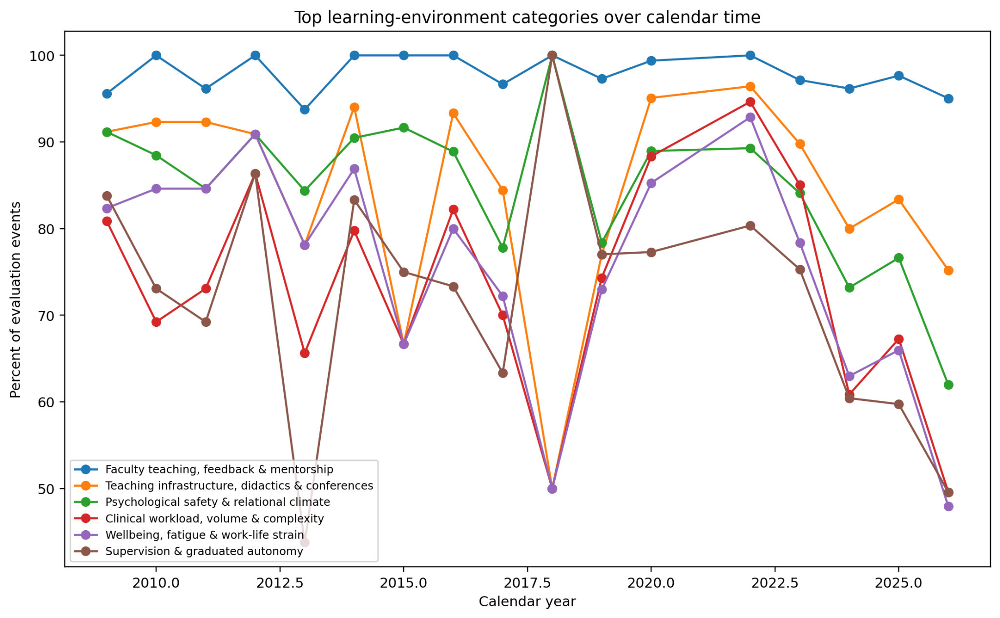 Top learning-environment categories over calendar time
Percent of evaluation events
100
90
80
70
60
50
Faculty teaching, feedback & mentorship
Teaching infrastructure, didactics & conferences
Psychological safety & relational climate
Clinical workload, volume & complexity
Wellbeing, fatigue & work-life strain
Supervision & graduated autonomy
2010.0 2012.5 2015.0 2017.5 2020.0 2022.5 2025.0
Calendar year